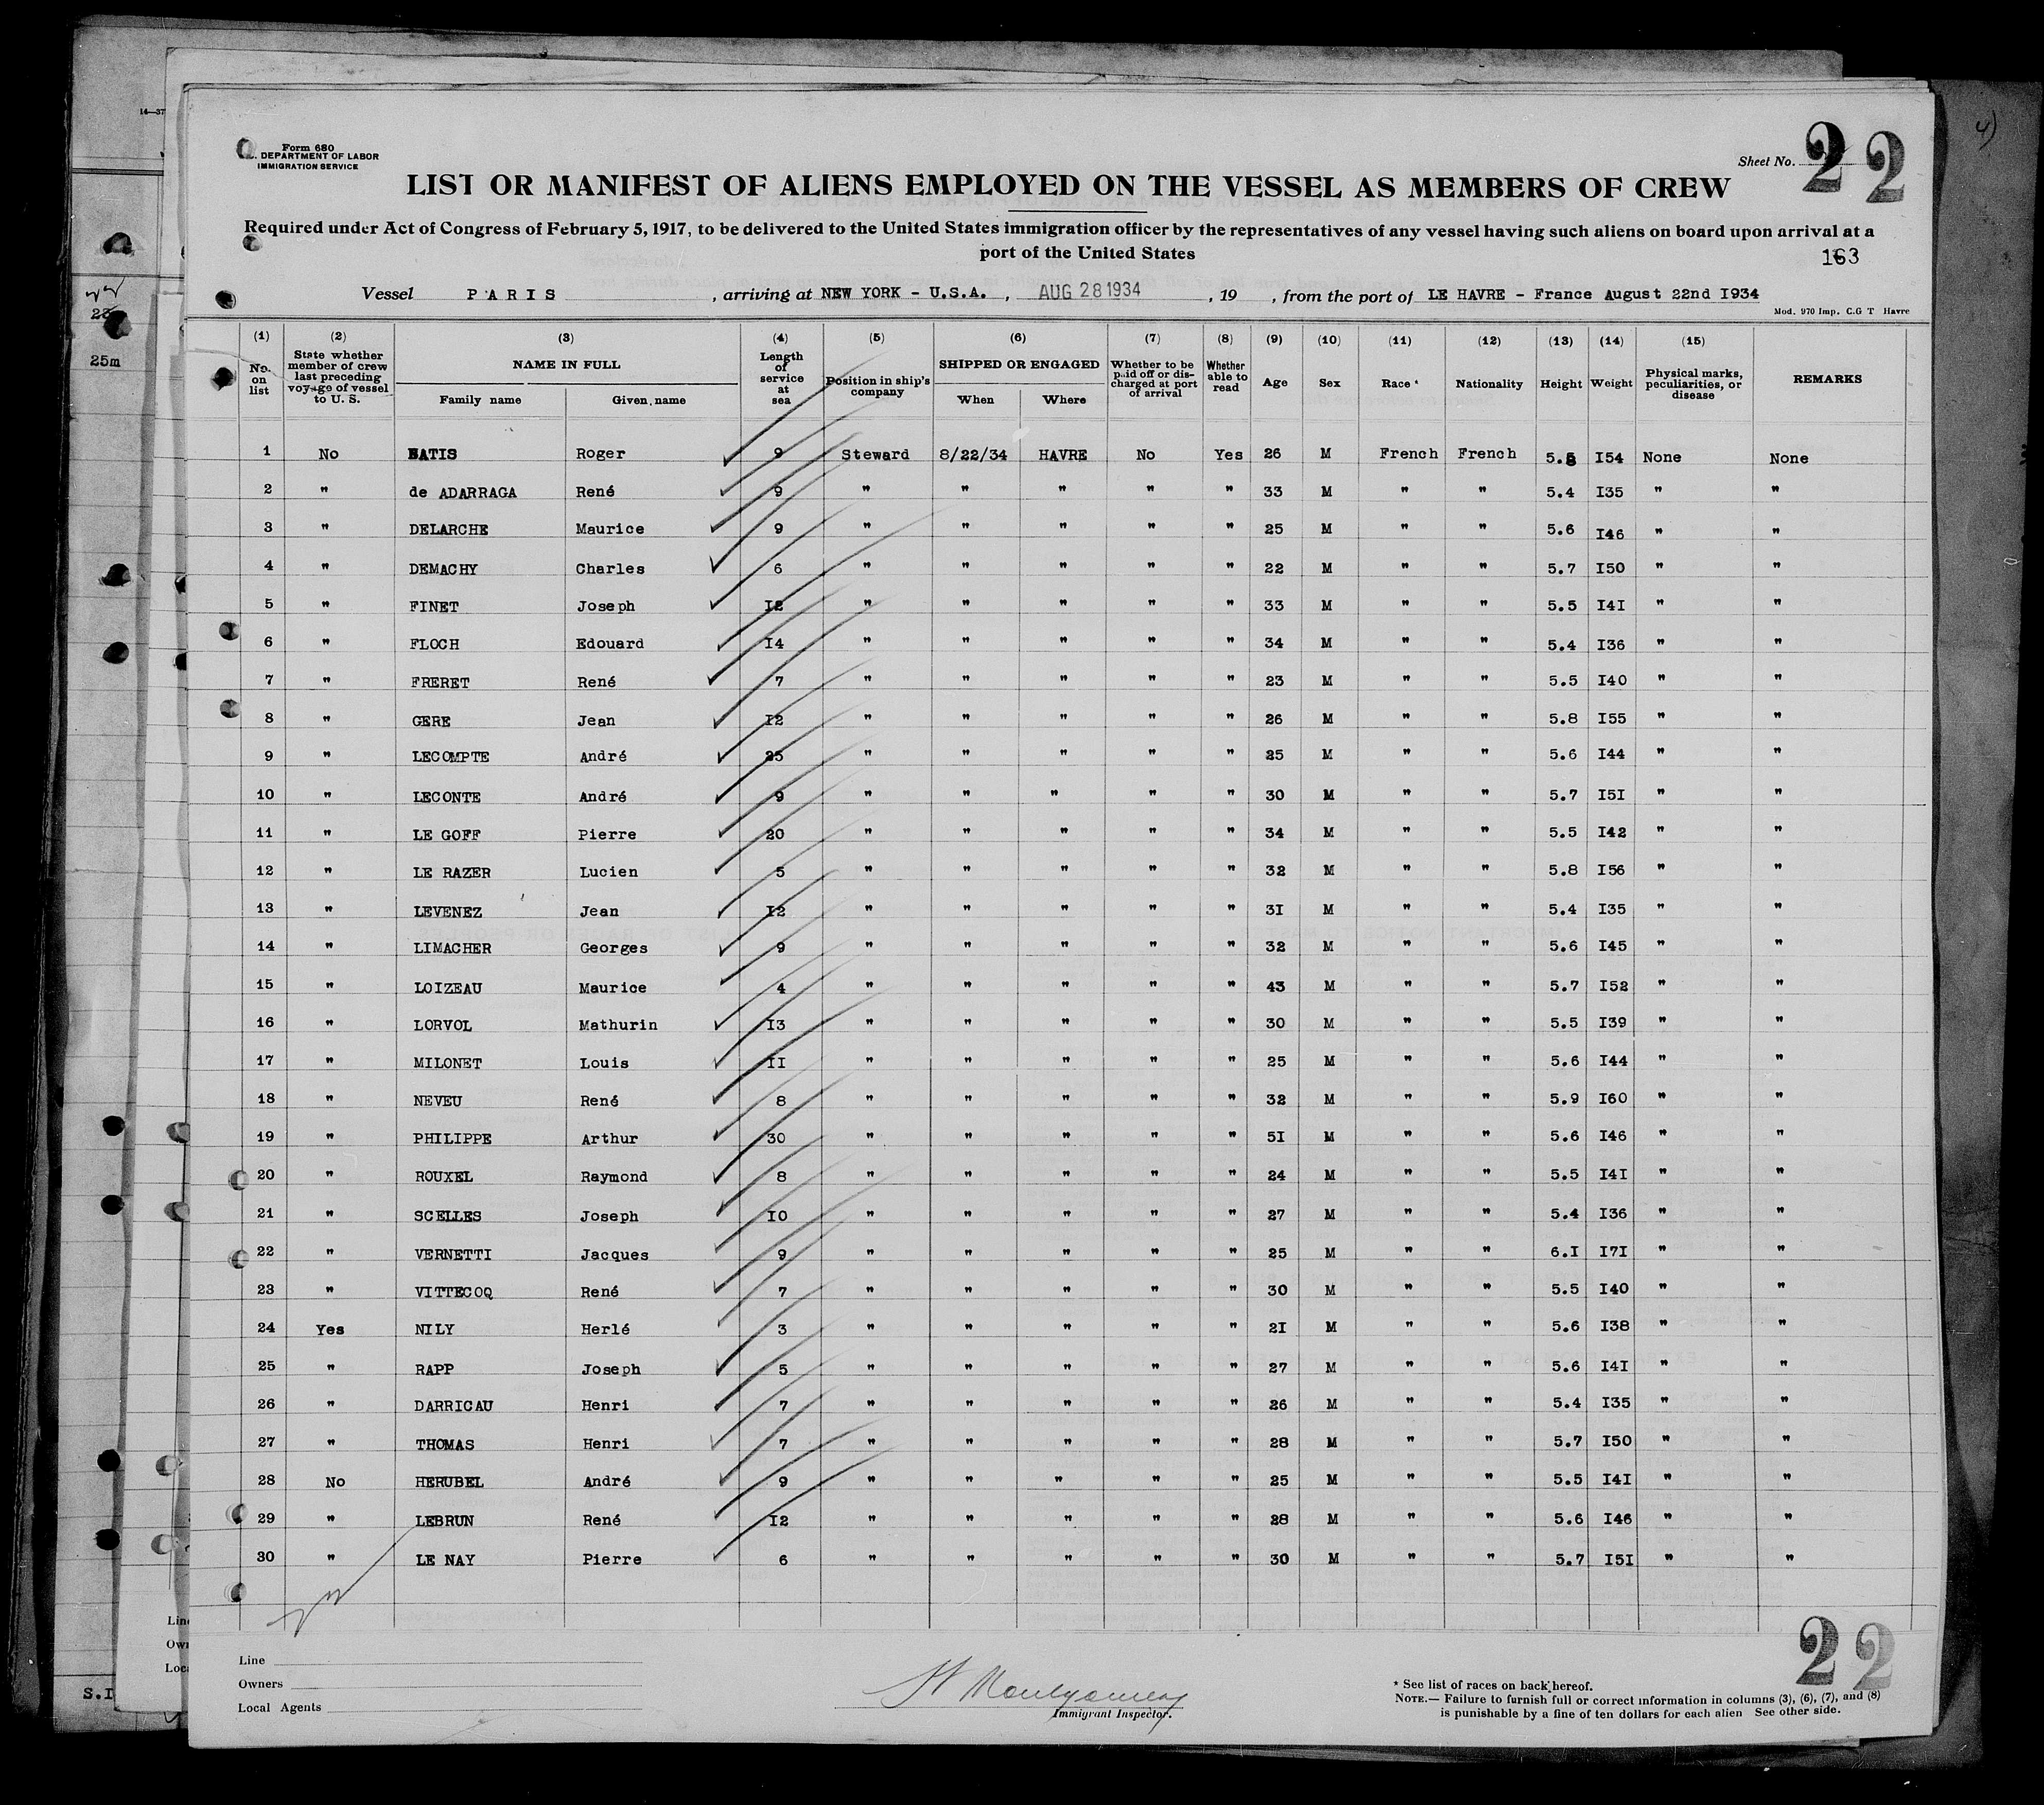 14—37
Form 680
DEPARTMENT OF LABOR
IMMIGRATION SERVICE
Sheet No. 22
LIST OR MANIFEST OF ALIENS EMPLOYED ON THE VESSEL AS MEMBERS OF CREW
Required under Act of Congress of February 5, 1917, to be delivered to the United States immigration officer by the representatives of any vessel having such aliens on board upon arrival at a
port of the United States
163
Vessel PARIS, arriving at NEW YORK - U.S.A. , AUG 28 1934, 19 , from the port of LE HAVRE - France August 22nd I934
Mod. 970 Imp. C.G T Havre
25m
(1) No. on list (2) State whether member of crew last preceding voyage of vessel to U. S. (3) NAME IN FULL Family name Given name (4) Length of service at sea (5) Position in ship's company (6) SHIPPED OR ENGAGED When Where (7) Whether to be paid off or discharged at port of arrival (8) Whether able to read (9) Age (10) Sex (11) Race * (12) Nationality (13) Height (14) Weight (15) Physical marks, peculiarities, or disease REMARKS
1 No BATIS Roger 9 Steward 8/22/34 HAVRE No Yes 26 M French French 5.8 I54 None None
2 " de ADARRAGA René 9 " " " " " 33 M " " 5.4 I35 " "
3 " DELARCHE Maurice 9 " " " " " 25 M " " 5.6 I46 " "
4 " DEMACHY Charles 6 " " " " " 22 M " " 5.7 I50 " "
5 " FINET Joseph I2 " " " " " 33 M " " 5.5 I4I " "
6 " FLOCH Edouard I4 " " " " " 34 M " " 5.4 I36 " "
7 " FRERET René 7 " " " " " 23 M " " 5.5 I40 " "
8 " GERE Jean I2 " " " " " 26 M " " 5.8 I55 " "
9 " LECOMPTE André 25 " " " " " 25 M " " 5.6 I44 " "
10 " LECONTE André 9 " " " " " 30 M " " 5.7 I5I " "
11 " LE GOFF Pierre 20 " " " " " 34 M " " 5.5 I42 " "
12 " LE RAZER Lucien 5 " " " " " 32 M " " 5.8 I56 " "
13 " LEVENEZ Jean I2 " " " " " 3I M " " 5.4 I35 " "
14 " LIMACHER Georges 9 " " " " " 32 M " " 5.6 I45 " "
15 " LOIZEAU Maurice 4 " " " " " 43 M " " 5.7 I52 " "
16 " LORVOL Mathurin I3 " " " " " 30 M " " 5.5 I39 " "
17 " MILONET Louis II " " " " " 25 M " " 5.6 I44 " "
18 " NEVEU René 8 " " " " " 32 M " " 5.9 I60 " "
19 " PHILIPPE Arthur 30 " " " " " 5I M " " 5.6 I46 " "
20 " ROUXEL Raymond 8 " " " " " 24 M " " 5.5 I4I " "
21 " SCELLES Joseph I0 " " " " " 27 M " " 5.4 I36 " "
22 " VERNETTI Jacques 9 " " " " " 25 M " " 6.I I7I " "
23 " VITTECOQ René 7 " " " " " 30 M " " 5.5 I40 " "
24 Yes NILY Herlé 3 " " " " " 2I M " " 5.6 I38 " "
25 " RAPP Joseph 5 " " " " " 27 M " " 5.6 I4I " "
26 " DARRICAU Henri 7 " " " " " 26 M " " 5.4 I35 " "
27 " THOMAS Henri 7 " " " " " 28 M " " 5.7 I50 " "
28 No HERUBEL André 9 " " " " " 25 M " " 5.5 I4I " "
29 " LEBRUN René I2 " " " " " 28 M " " 5.6 I46 " "
30 " LE NAY Pierre 6 " " " " " 30 M " " 5.7 I5I " "
22
Line
Owners
Local Agents
H Montgomery
Immigrant Inspector.
* See list of races on back hereof.
NOTE.— Failure to furnish full or correct information in columns (3), (6), (7), and (8)
is punishable by a fine of ten dollars for each alien See other side.
S.I